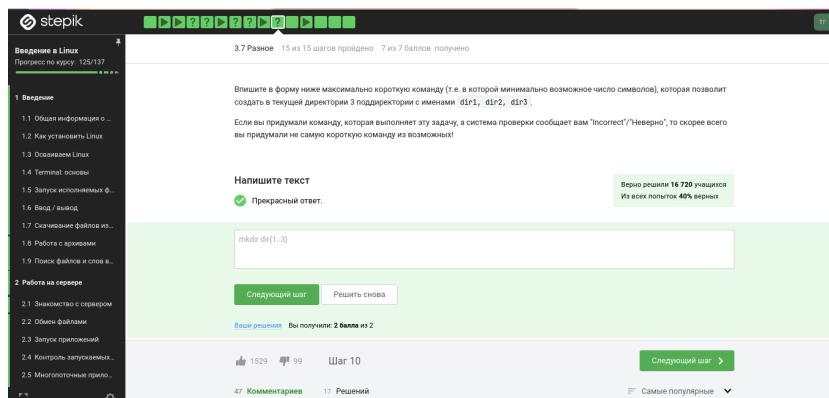 stepik
Введение в Linux
Прогресс по курсу: 125/137
1 Введение
1.1 Общая информация о ...
1.2 Как установить Linux
1.3 Осваиваем Linux
1.4 Terminal: основы
1.5 Запуск исполняемых ф...
1.6 Ввод / вывод
1.7 Скачивание файлов из...
1.8 Работа с архивами
1.9 Поиск файлов и слов в...
2 Работа на сервере
2.1 Знакомство с сервером
2.2 Обмен файлами
2.3 Запуск приложений
2.4 Контроль запускаемых...
2.5 Многопоточные прило...
ТГ
3.7 Разное 15 из 15 шагов пройдено 7 из 7 баллов получено
Впишите в форму ниже максимально короткую команду (т.е. в которой минимально возможное число символов), которая позволит
создать в текущей директории 3 поддиректории с именами dir1, dir2, dir3 .
Если вы придумали команду, которая выполняет эту задачу, а система проверки сообщает вам "Incorrect"/"Неверно", то скорее всего
вы придумали не самую короткую команду из возможных!
Напишите текст
Прекрасный ответ.
Верно решили 16 720 учащихся
Из всех попыток 40% верных
mkdir dir{1..3}
Следующий шаг Решить снова
Ваши решения Вы получили: 2 балла из 2
1529 99 Шаг 10 Следующий шаг
47 Комментариев 17 Решений Самые популярные